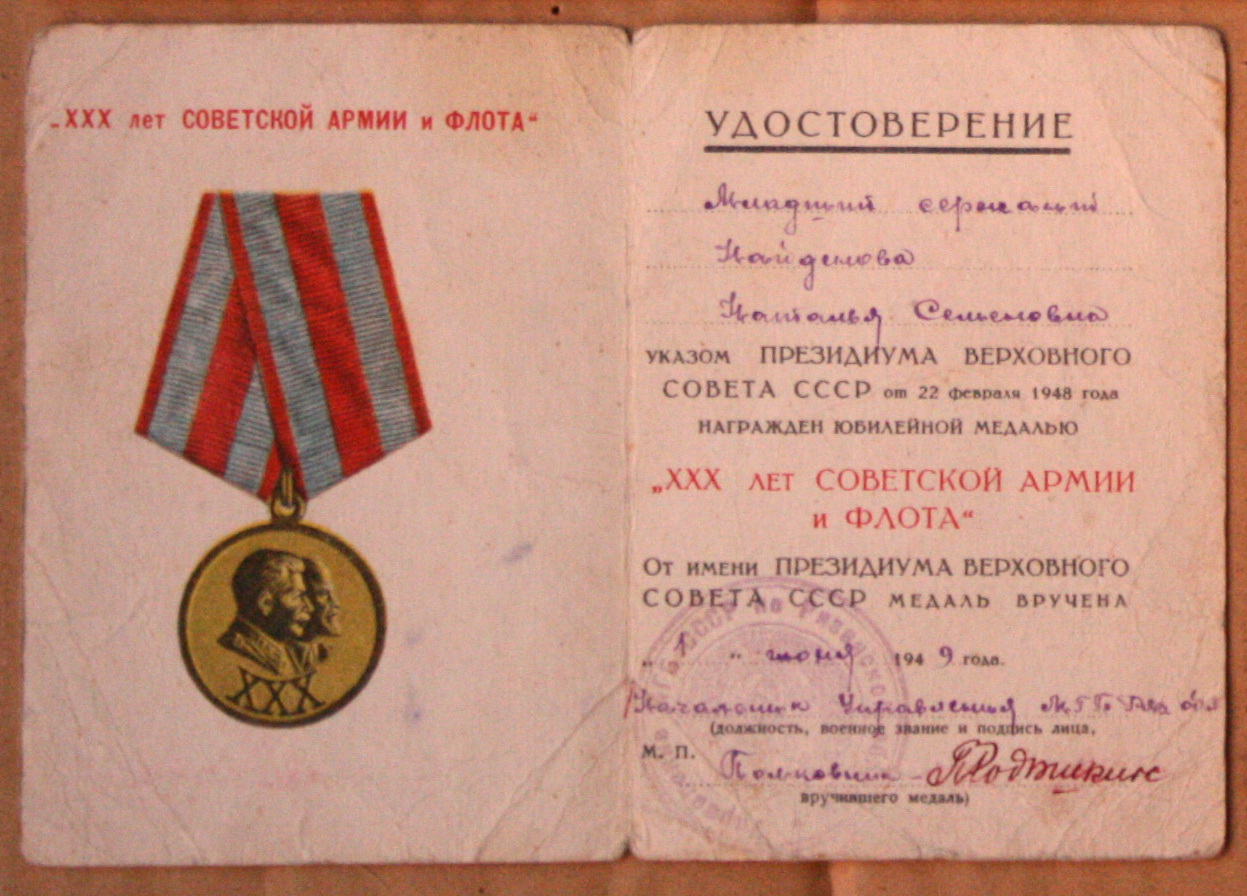 „XXX лет СОВЕТСКОЙ АРМИИ и ФЛОТА“
XXX
УДОСТОВЕРЕНИЕ
Младший сержант
Найденова
Наталья Семеновна
УКАЗОМ ПРЕЗИДИУМА ВЕРХОВНОГО
СОВЕТА СССР от 22 февраля 1948 года
НАГРАЖДЕН ЮБИЛЕЙНОЙ МЕДАЛЬЮ
„XXX ЛЕТ СОВЕТСКОЙ АРМИИ
и ФЛОТА“
От имени ПРЕЗИДИУМА ВЕРХОВНОГО
СОВЕТА СССР МЕДАЛЬ ВРУЧЕНА
„1“ июня 1949 года.
Начальник Управления МГБ
(должность, военное звание и подпись лица,
М. П.
Полковник
вручившего медаль)